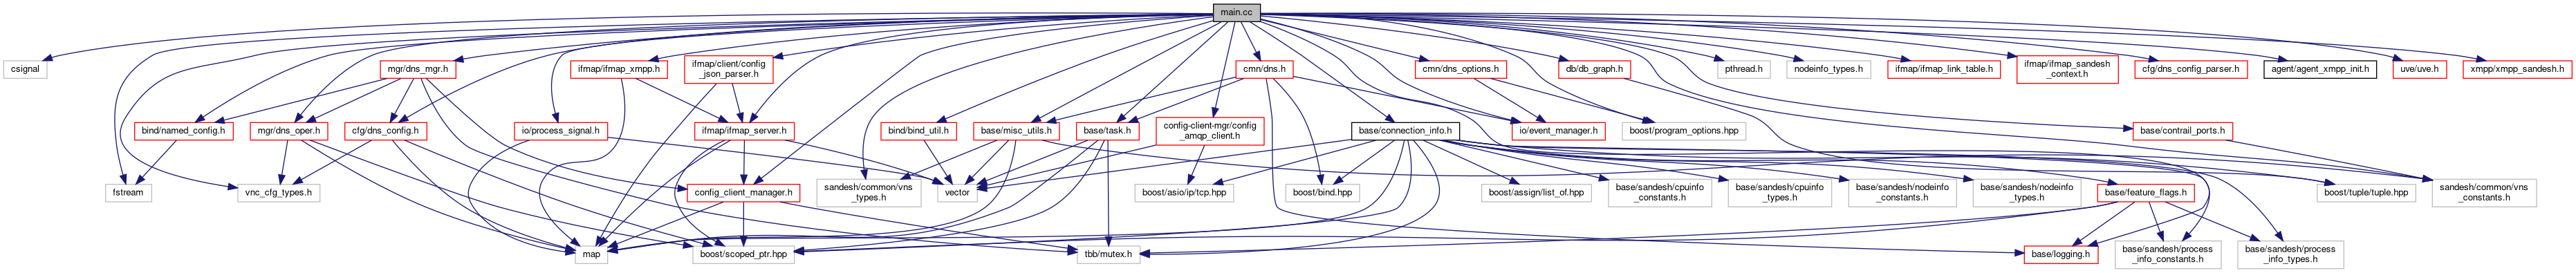 main.cc
csignal
mgr/dns_mgr.h
ifmap/ifmap_xmpp.h
ifmap/client/config
_json_parser.h
cmn/dns.h
cmn/dns_options.h
db/db_graph.h
pthread.h
nodeinfo_types.h
ifmap/ifmap_link_table.h
ifmap/ifmap_sandesh
_context.h
cfg/dns_config_parser.h
agent/agent_xmpp_init.h
uve/uve.h
xmpp/xmpp_sandesh.h
bind/named_config.h
mgr/dns_oper.h
cfg/dns_config.h
io/process_signal.h
ifmap/ifmap_server.h
bind/bind_util.h
base/misc_utils.h
base/task.h
config-client-mgr/config
_amqp_client.h
base/connection_info.h
io/event_manager.h
boost/program_options.hpp
base/contrail_ports.h
fstream
vnc_cfg_types.h
config_client_manager.h
sandesh/common/vns
_types.h
vector
boost/asio/ip/tcp.hpp
boost/bind.hpp
boost/assign/list_of.hpp
base/sandesh/cpuinfo
_constants.h
base/sandesh/cpuinfo
_types.h
base/sandesh/nodeinfo
_constants.h
base/sandesh/nodeinfo
_types.h
base/feature_flags.h
boost/tuple/tuple.hpp
sandesh/common/vns
_constants.h
map
boost/scoped_ptr.hpp
tbb/mutex.h
base/logging.h
base/sandesh/process
_info_constants.h
base/sandesh/process
_info_types.h